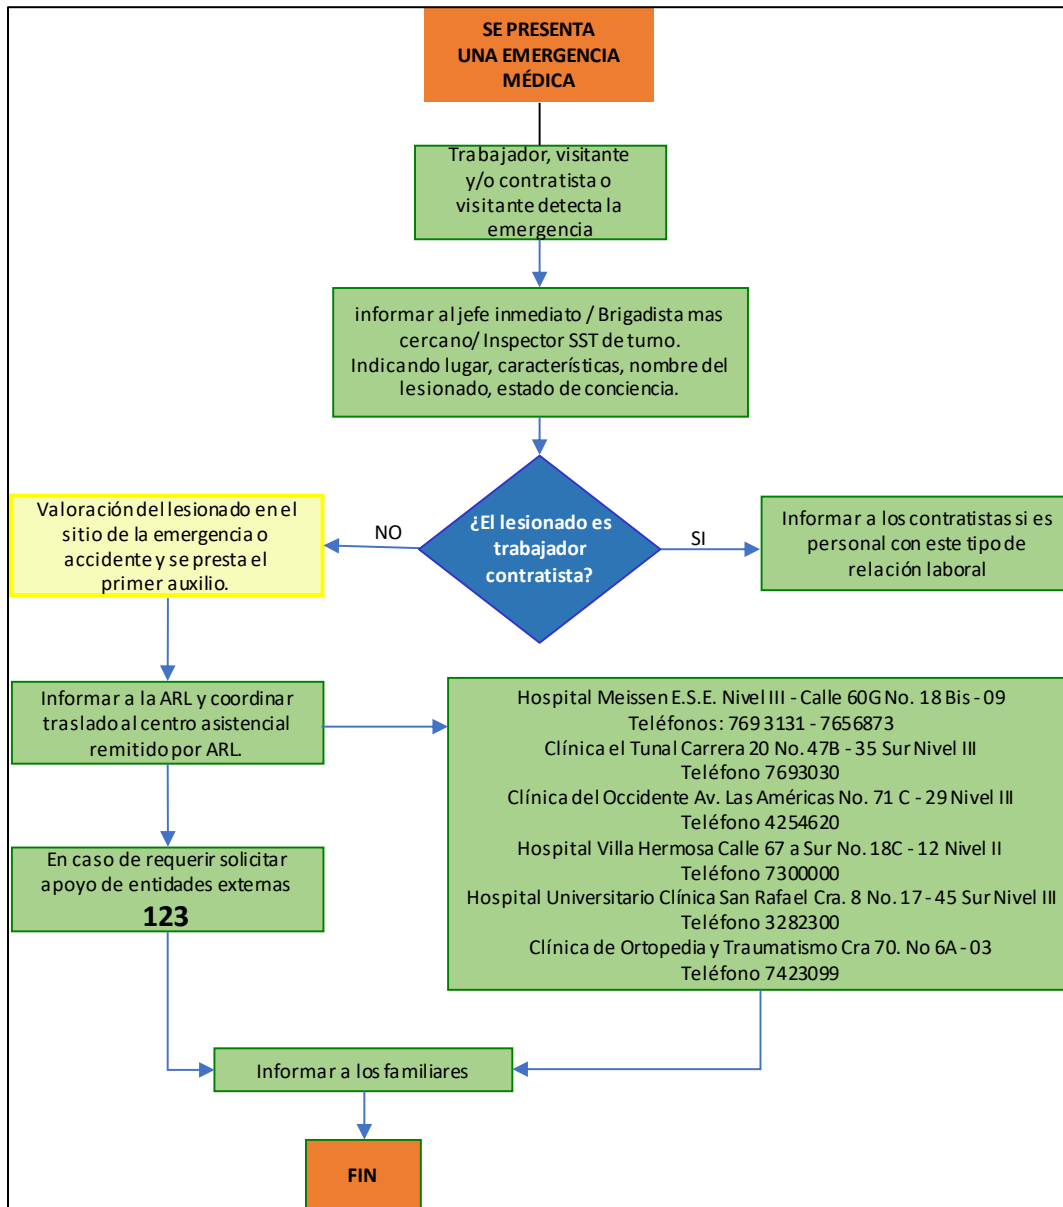 SE PRESENTA
UNA EMERGENCIA
MÉDICA
Trabajador, visitante
y/o contratista o
visitante detecta la
emergencia
informar al jefe inmediato / Brigadista mas
cercano/ Inspector SST de turno.
Indicando lugar, características, nombre del
lesionado, estado de conciencia.
¿El lesionado es
trabajador
contratista?
NO
SI
Valoración del lesionado en el
sitio de la emergencia o
accidente y se presta el
primer auxilio.
Informar a los contratistas si es
personal con este tipo de
relación laboral
Informar a la ARL y coordinar
traslado al centro asistencial
remitido por ARL.
Hospital Meissen E.S.E. Nivel III - Calle 60G No. 18 Bis - 09
Teléfonos: 769 3131 - 7656873
Clínica el Tunal Carrera 20 No. 47B - 35 Sur Nivel III
Teléfono 7693030
Clínica del Occidente Av. Las Américas No. 71 C - 29 Nivel III
Teléfono 4254620
Hospital Villa Hermosa Calle 67 a Sur No. 18C - 12 Nivel II
Teléfono 7300000
Hospital Universitario Clínica San Rafael Cra. 8 No. 17 - 45 Sur Nivel III
Teléfono 3282300
Clínica de Ortopedia y Traumatismo Cra 70. No 6A - 03
Teléfono 7423099
En caso de requerir solicitar
apoyo de entidades externas
123
Informar a los familiares
FIN